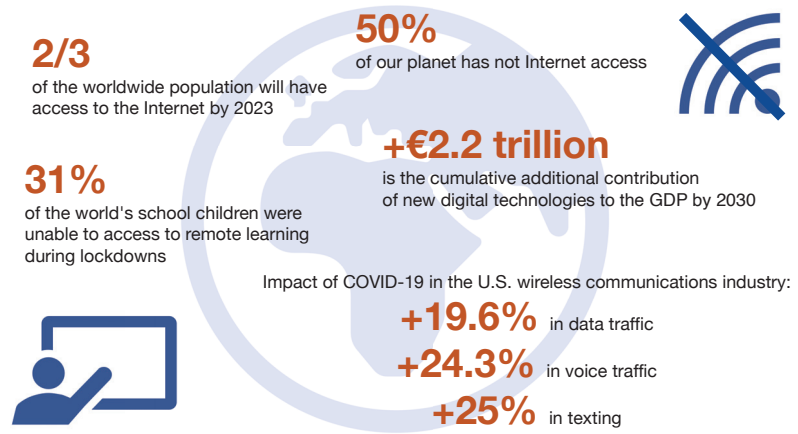 2/3
of the worldwide population will have
access to the Internet by 2023
50%
of our planet has not Internet access
+€2.2 trillion
is the cumulative additional contribution
of new digital technologies to the GDP by 2030
31%
of the world's school children were
unable to access to remote learning
during lockdowns
Impact of COVID-19 in the U.S. wireless communications industry:
+19.6% in data traffic
+24.3% in voice traffic
+25% in texting